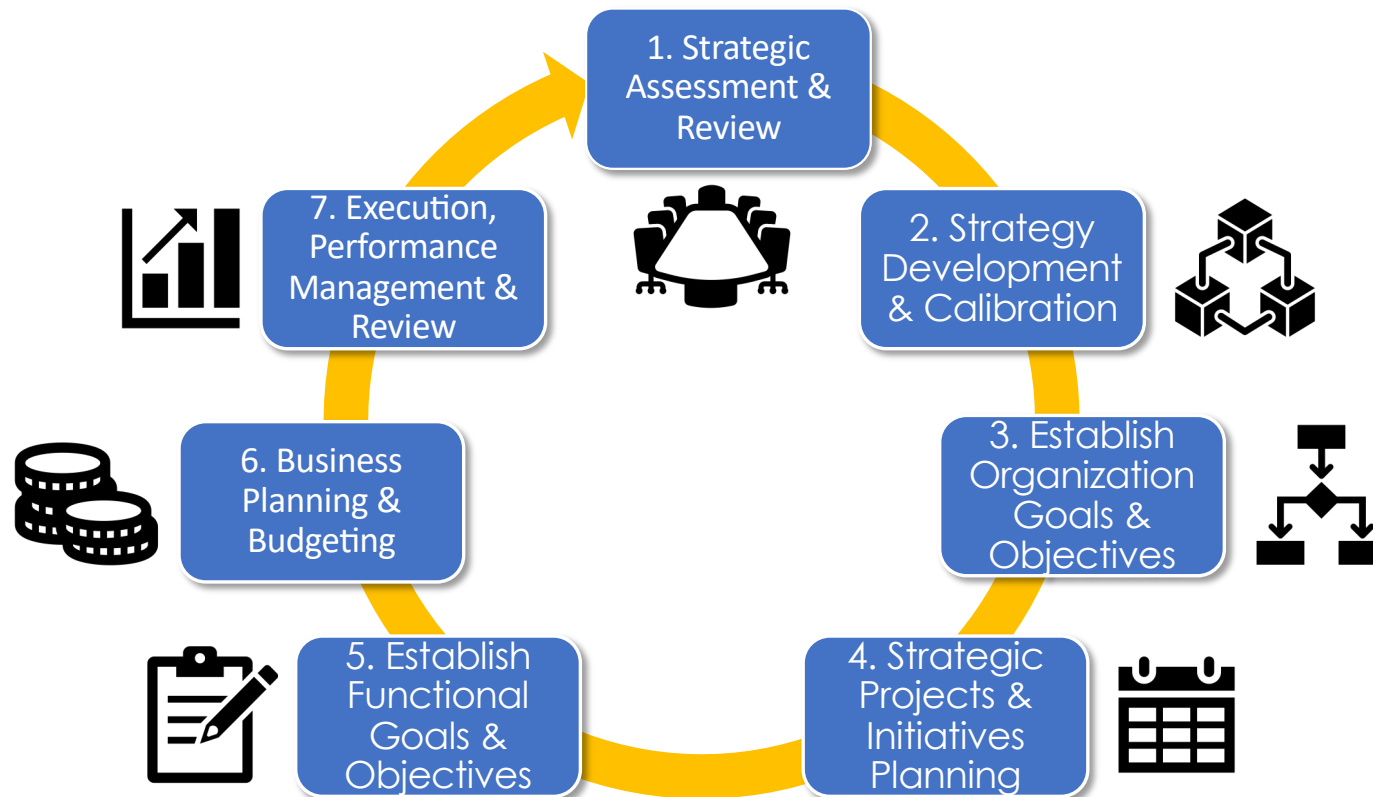 1. Strategic
Assessment &
Review
2. Strategy
Development
& Calibration
3. Establish
Organization
Goals &
Objectives
4. Strategic
Projects &
Initiatives
Planning
5. Establish
Functional
Goals &
Objectives
6. Business
Planning &
Budgeting
7. Execution,
Performance
Management &
Review